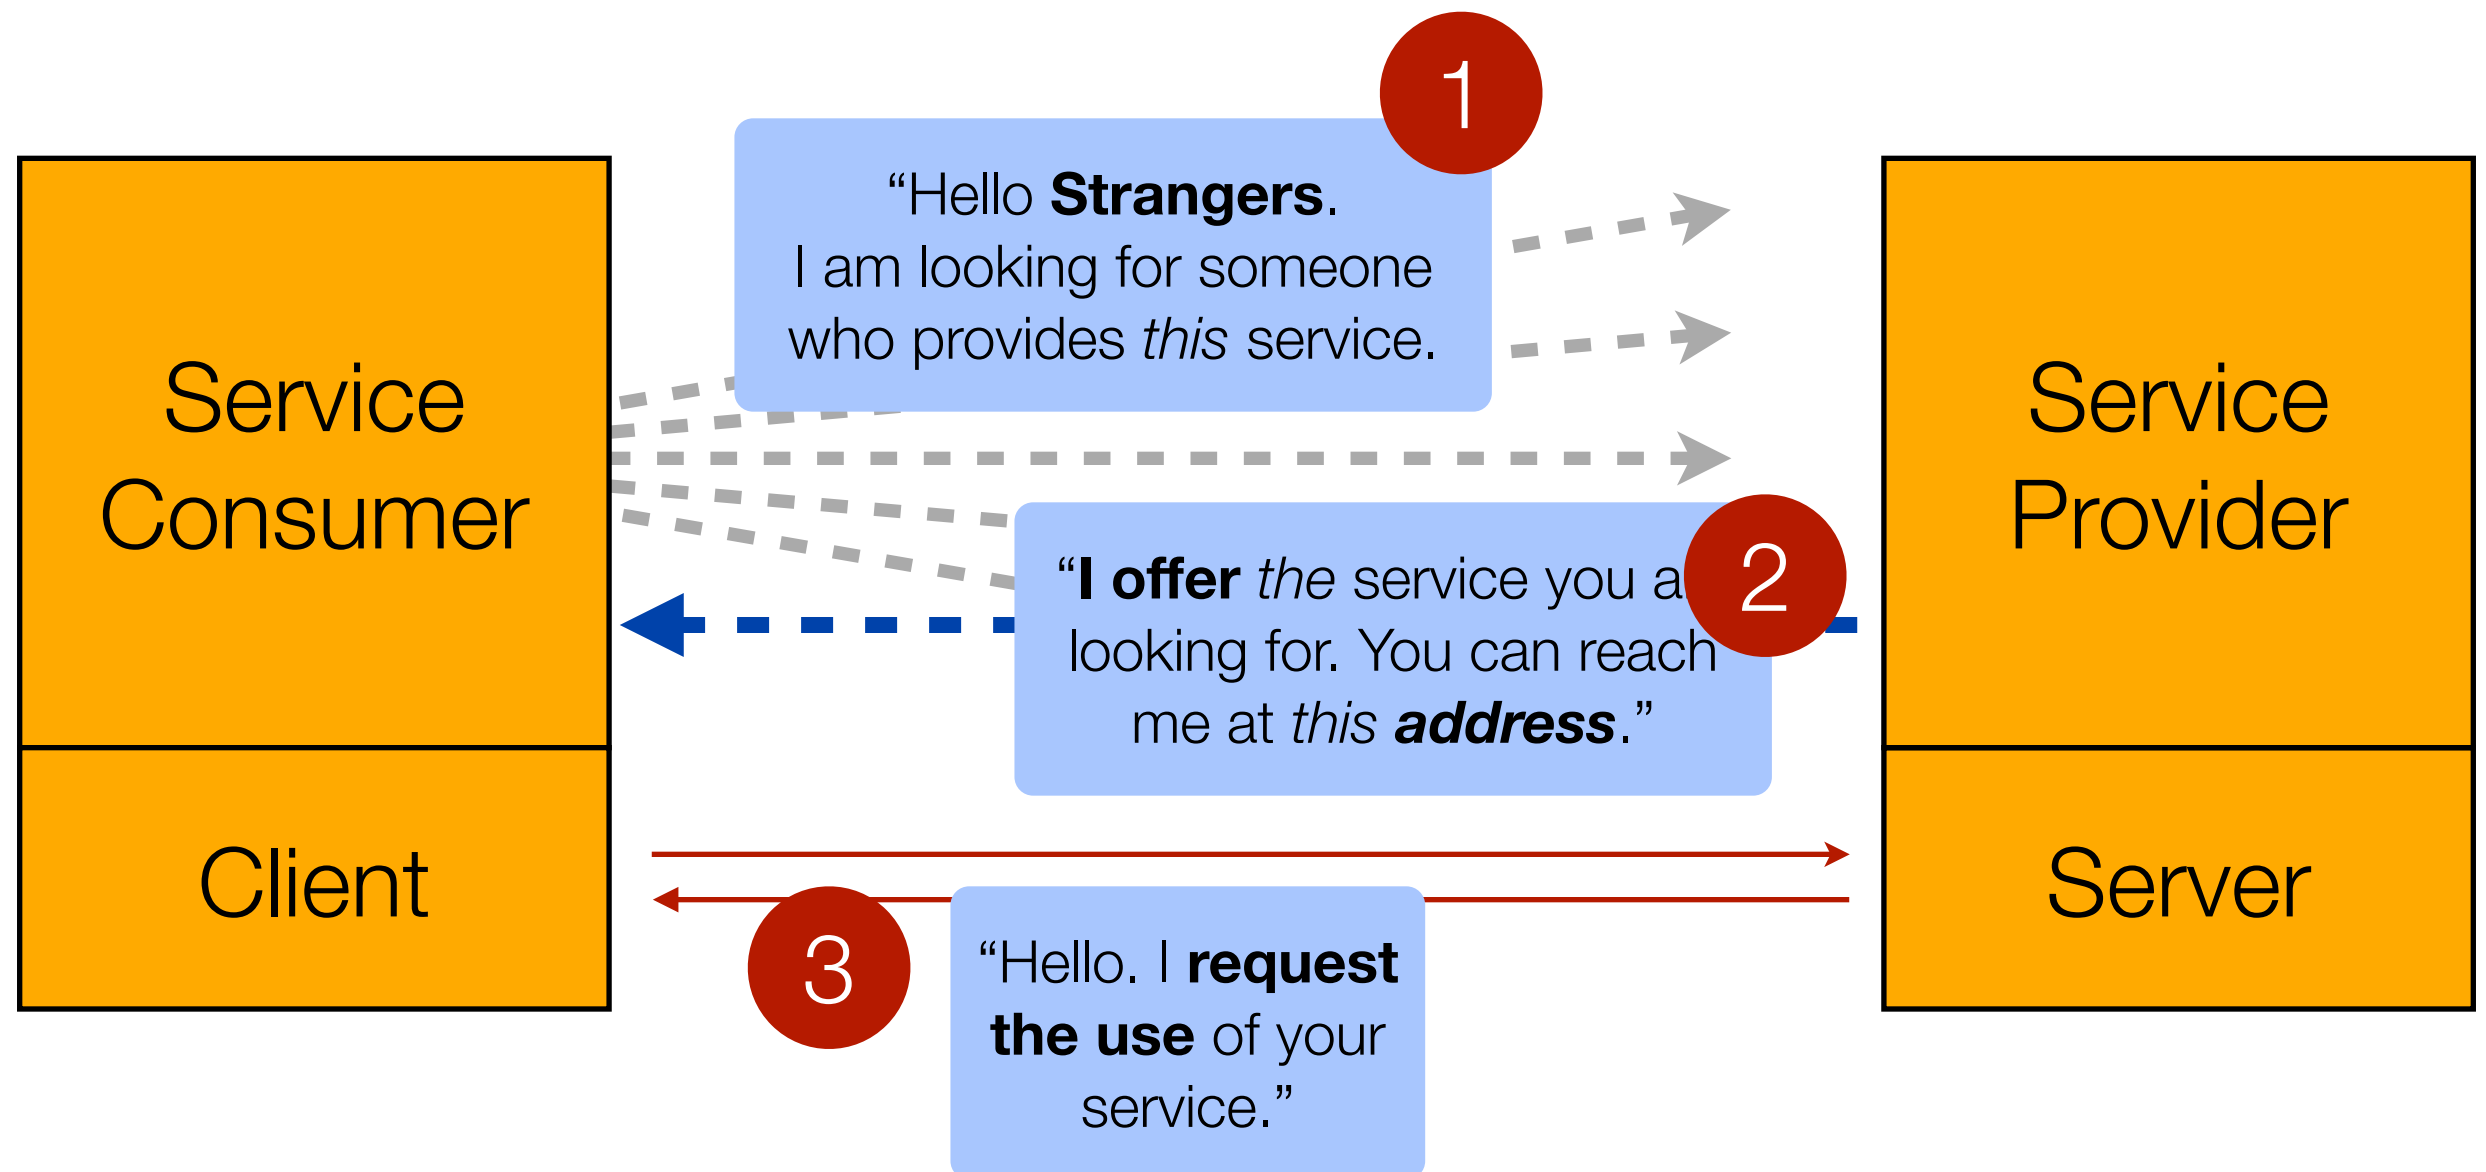 Service
Consumer
Client
1
“Hello Strangers.
I am looking for someone
who provides this service.
2
“I offer the service you a
looking for. You can reach
me at this address.”
3
“Hello. I request
the use of your
service.”
Service
Provider
Server